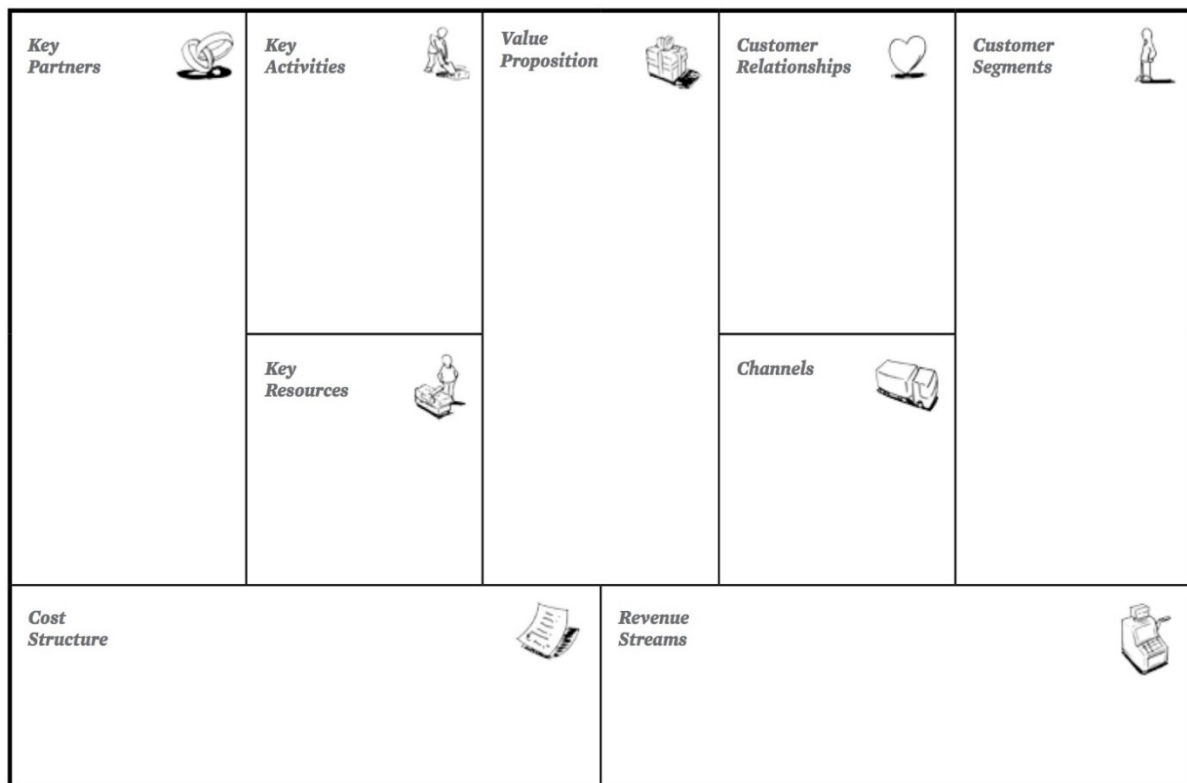 Key
Partners
Key
Activities
Value
Proposition
Customer
Relationships
Customer
Segments
Key
Resources
Channels
Cost
Structure
Revenue
Streams